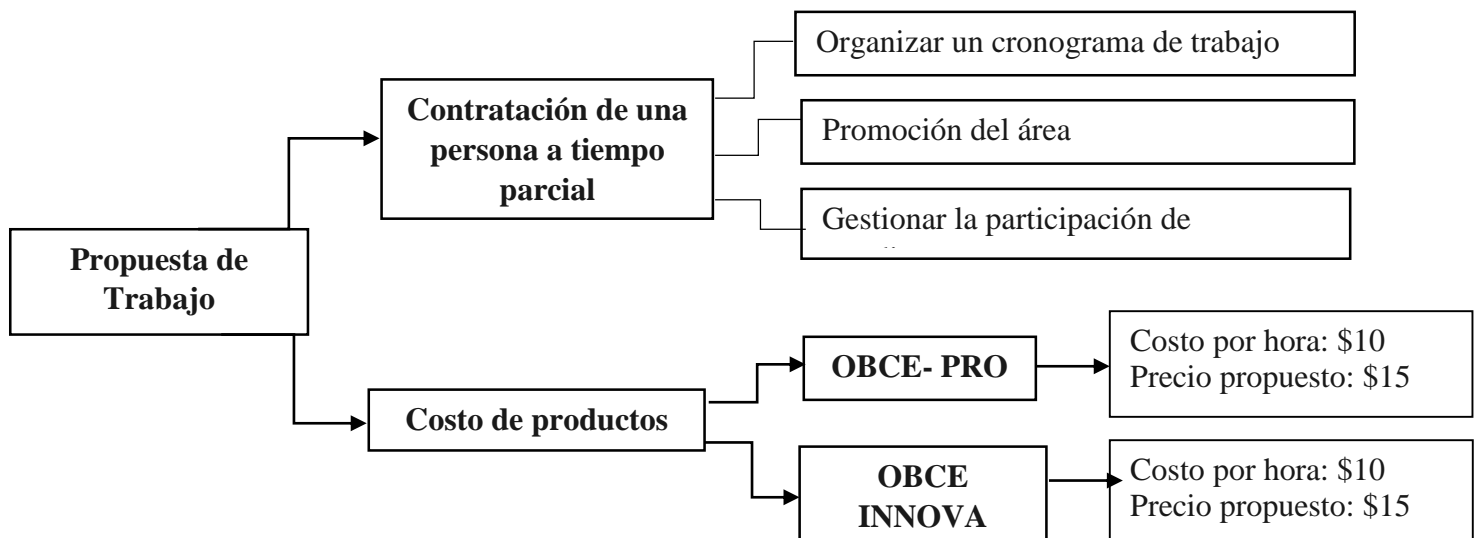 Propuesta de
Trabajo
Contratación de una
persona a tiempo
parcial
Organizar un cronograma de trabajo
Promoción del área
Gestionar la participación de
Costo de productos
OBCE- PRO
Costo por hora: $10
Precio propuesto: $15
OBCE
INNOVA
Costo por hora: $10
Precio propuesto: $15